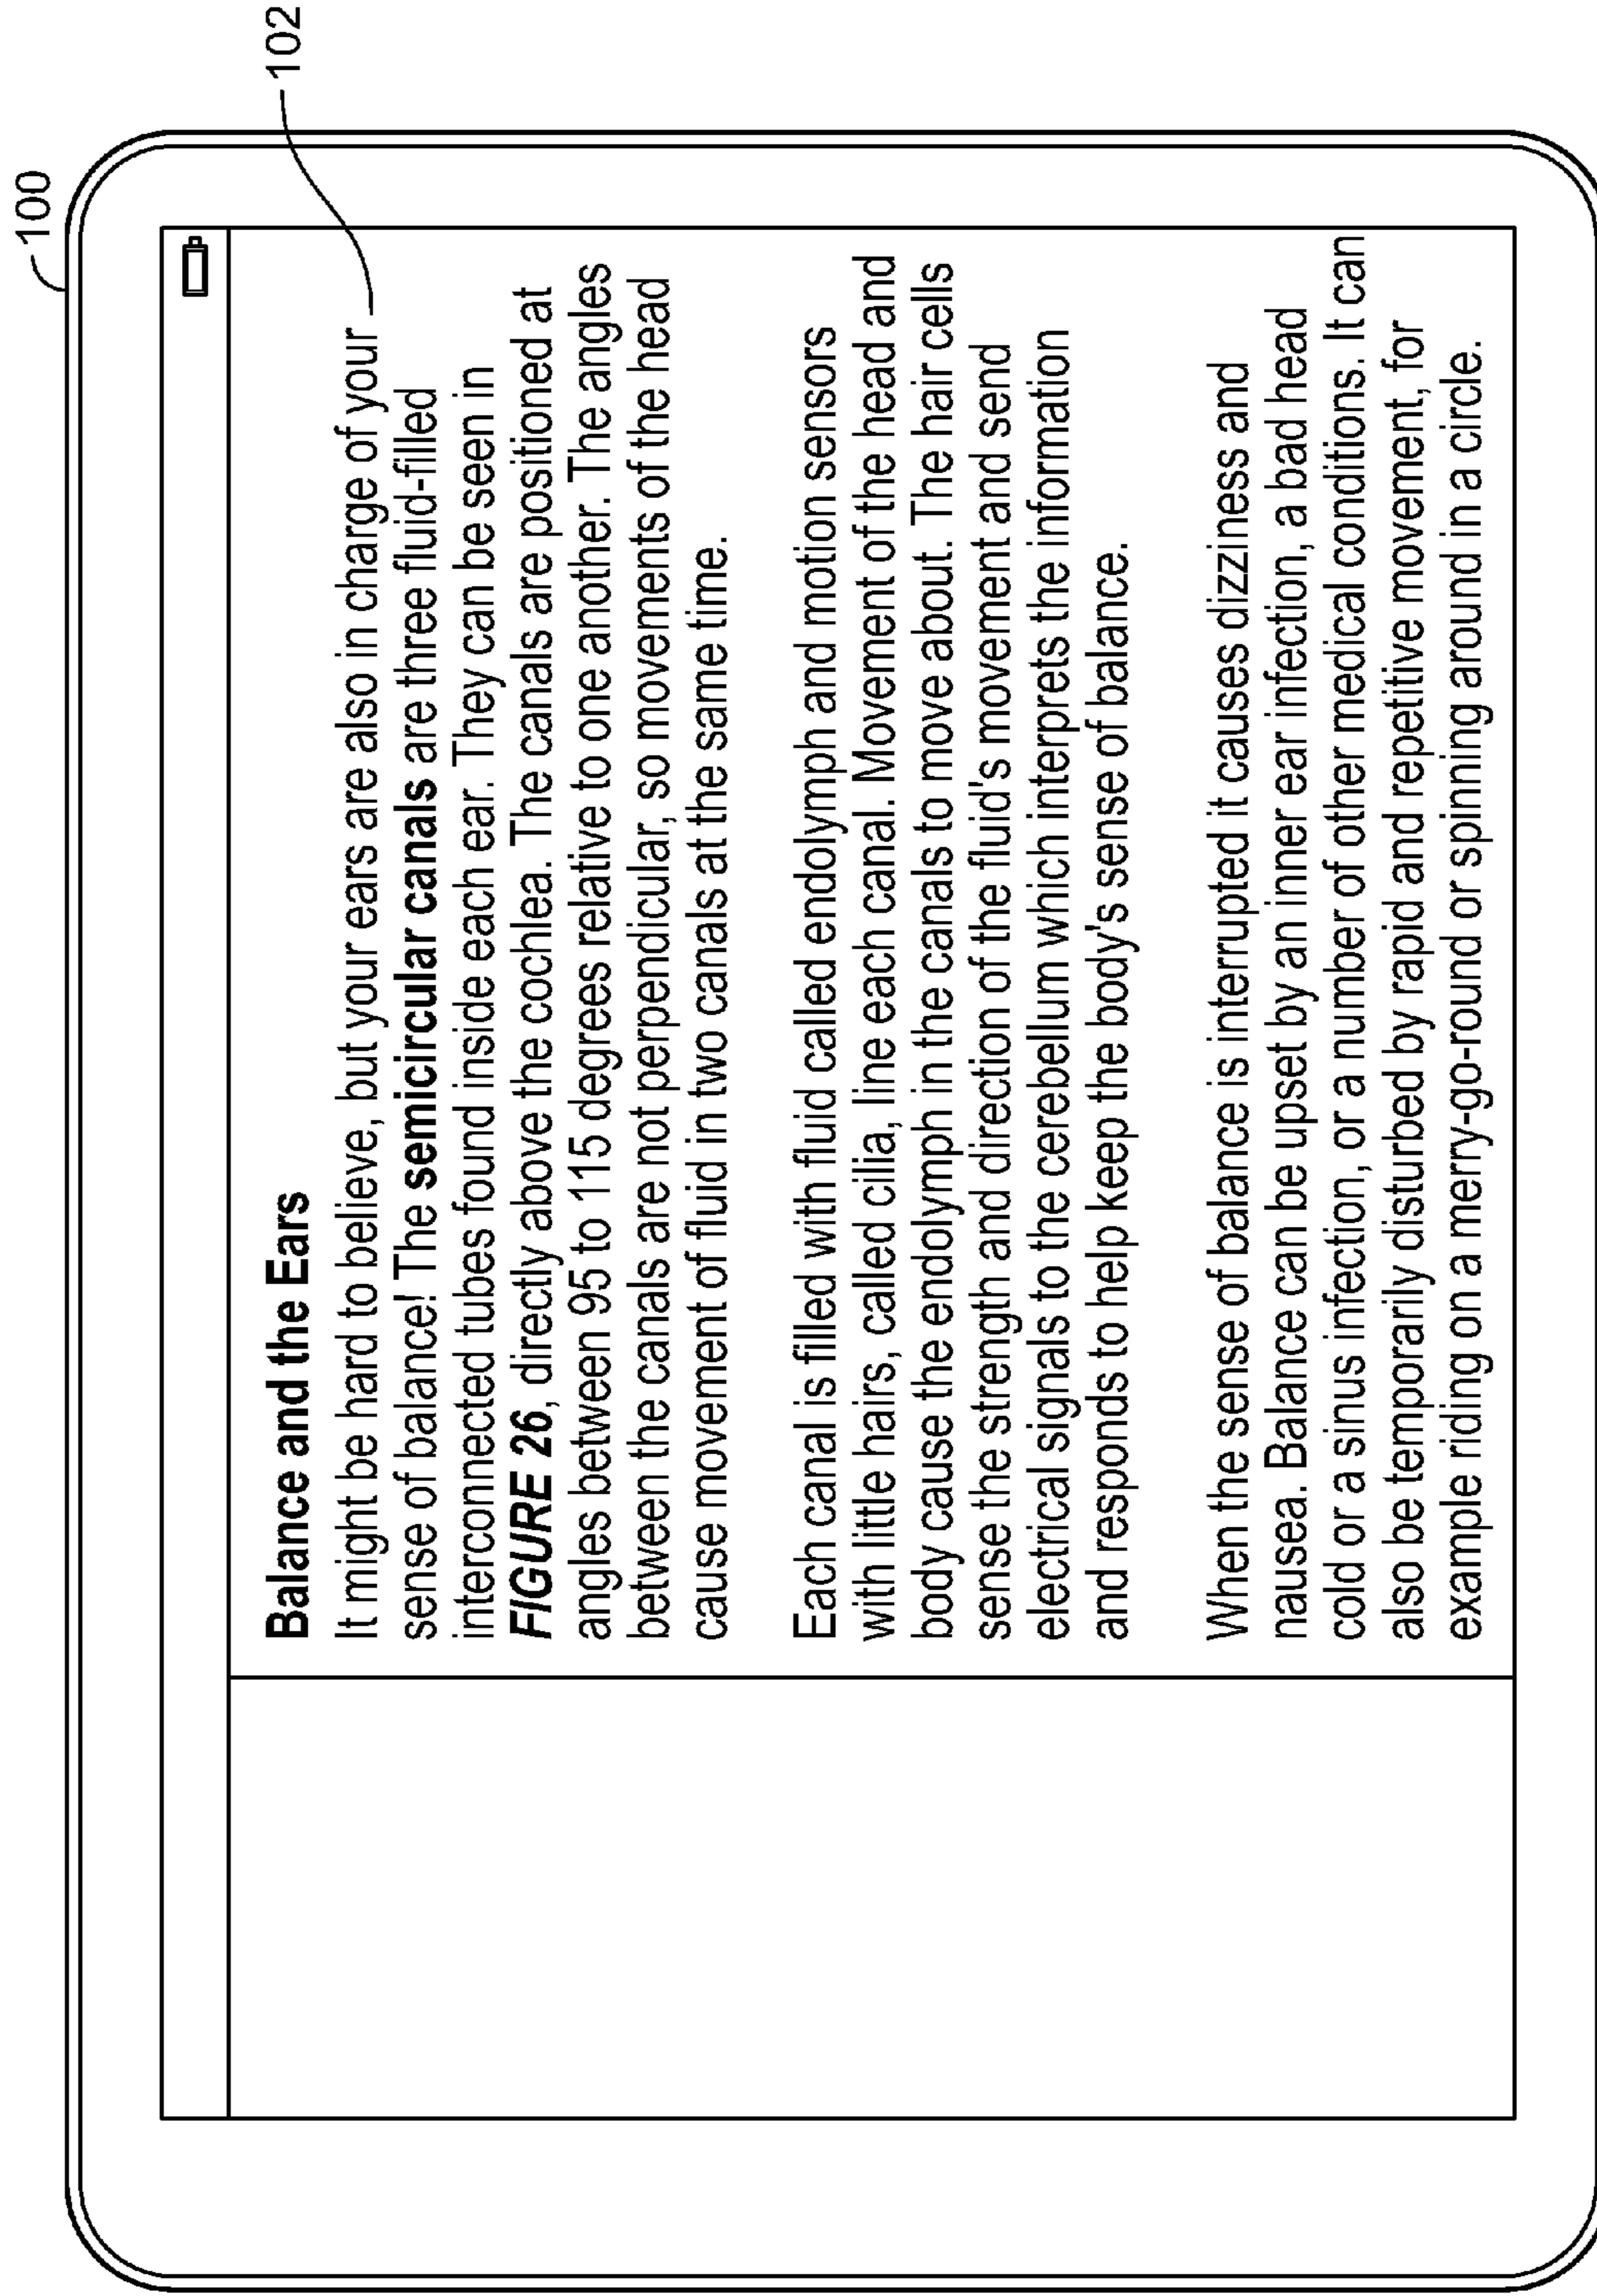 100
102
Balance and the Ears
It might be hard to believe, but your ears are also in charge of your
sense of balance! The semicircular canals are three fluid-filled
interconnected tubes found inside each ear. They can be seen in
FIGURE 26, directly above the cochlea. The canals are positioned at
angles between 95 to 115 degrees relative to one another. The angles
between the canals are not perpendicular, so movements of the head
cause movement of fluid in two canals at the same time.
Each canal is filled with fluid called endolymph and motion sensors
with little hairs, called cilia, line each canal. Movement of the head and
body cause the endolymph in the canals to move about. The hair cells
sense the strength and direction of the fluid's movement and send
electrical signals to the cerebellum which interprets the information
and responds to help keep the body's sense of balance.
When the sense of balance is interrupted it causes dizziness and
nausea. Balance can be upset by an inner ear infection, a bad head
cold or a sinus infection, or a number of other medical conditions. It can
also be temporarily disturbed by rapid and repetitive movement, for
example riding on a merry-go-round or spinning around in a circle.